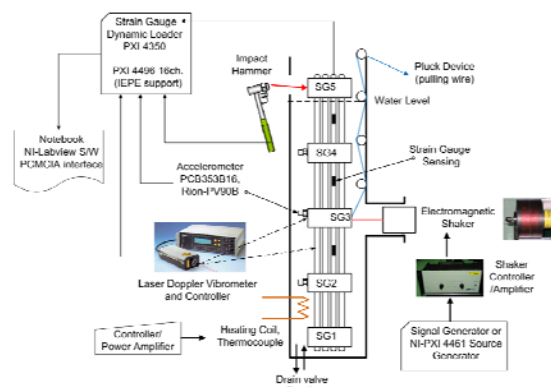 Strain Gauge
Dynamic Loader
PXI 4350
PXI 4496 16ch.
(IEPE support)
Impact
Hammer
SG5
Pluck Device
(pulling wire)
Water Level
Notebook
NI-Labview S/W
PCMCIA interface
SG4
Strain Gauge
Sensing
Accelerometer
PCB353B16,
Rion-PV90B
SG3
Electromagnetic
Shaker
Laser Doppler Vibrometer
and Controller
SG2
Shaker
Controller
/Amplifier
Heating Coil,
Thermocouple
Controller/
Power Amplifier
SG1
Signal Generator or
NI-PXI 4461 Source
Generator
Drain valve